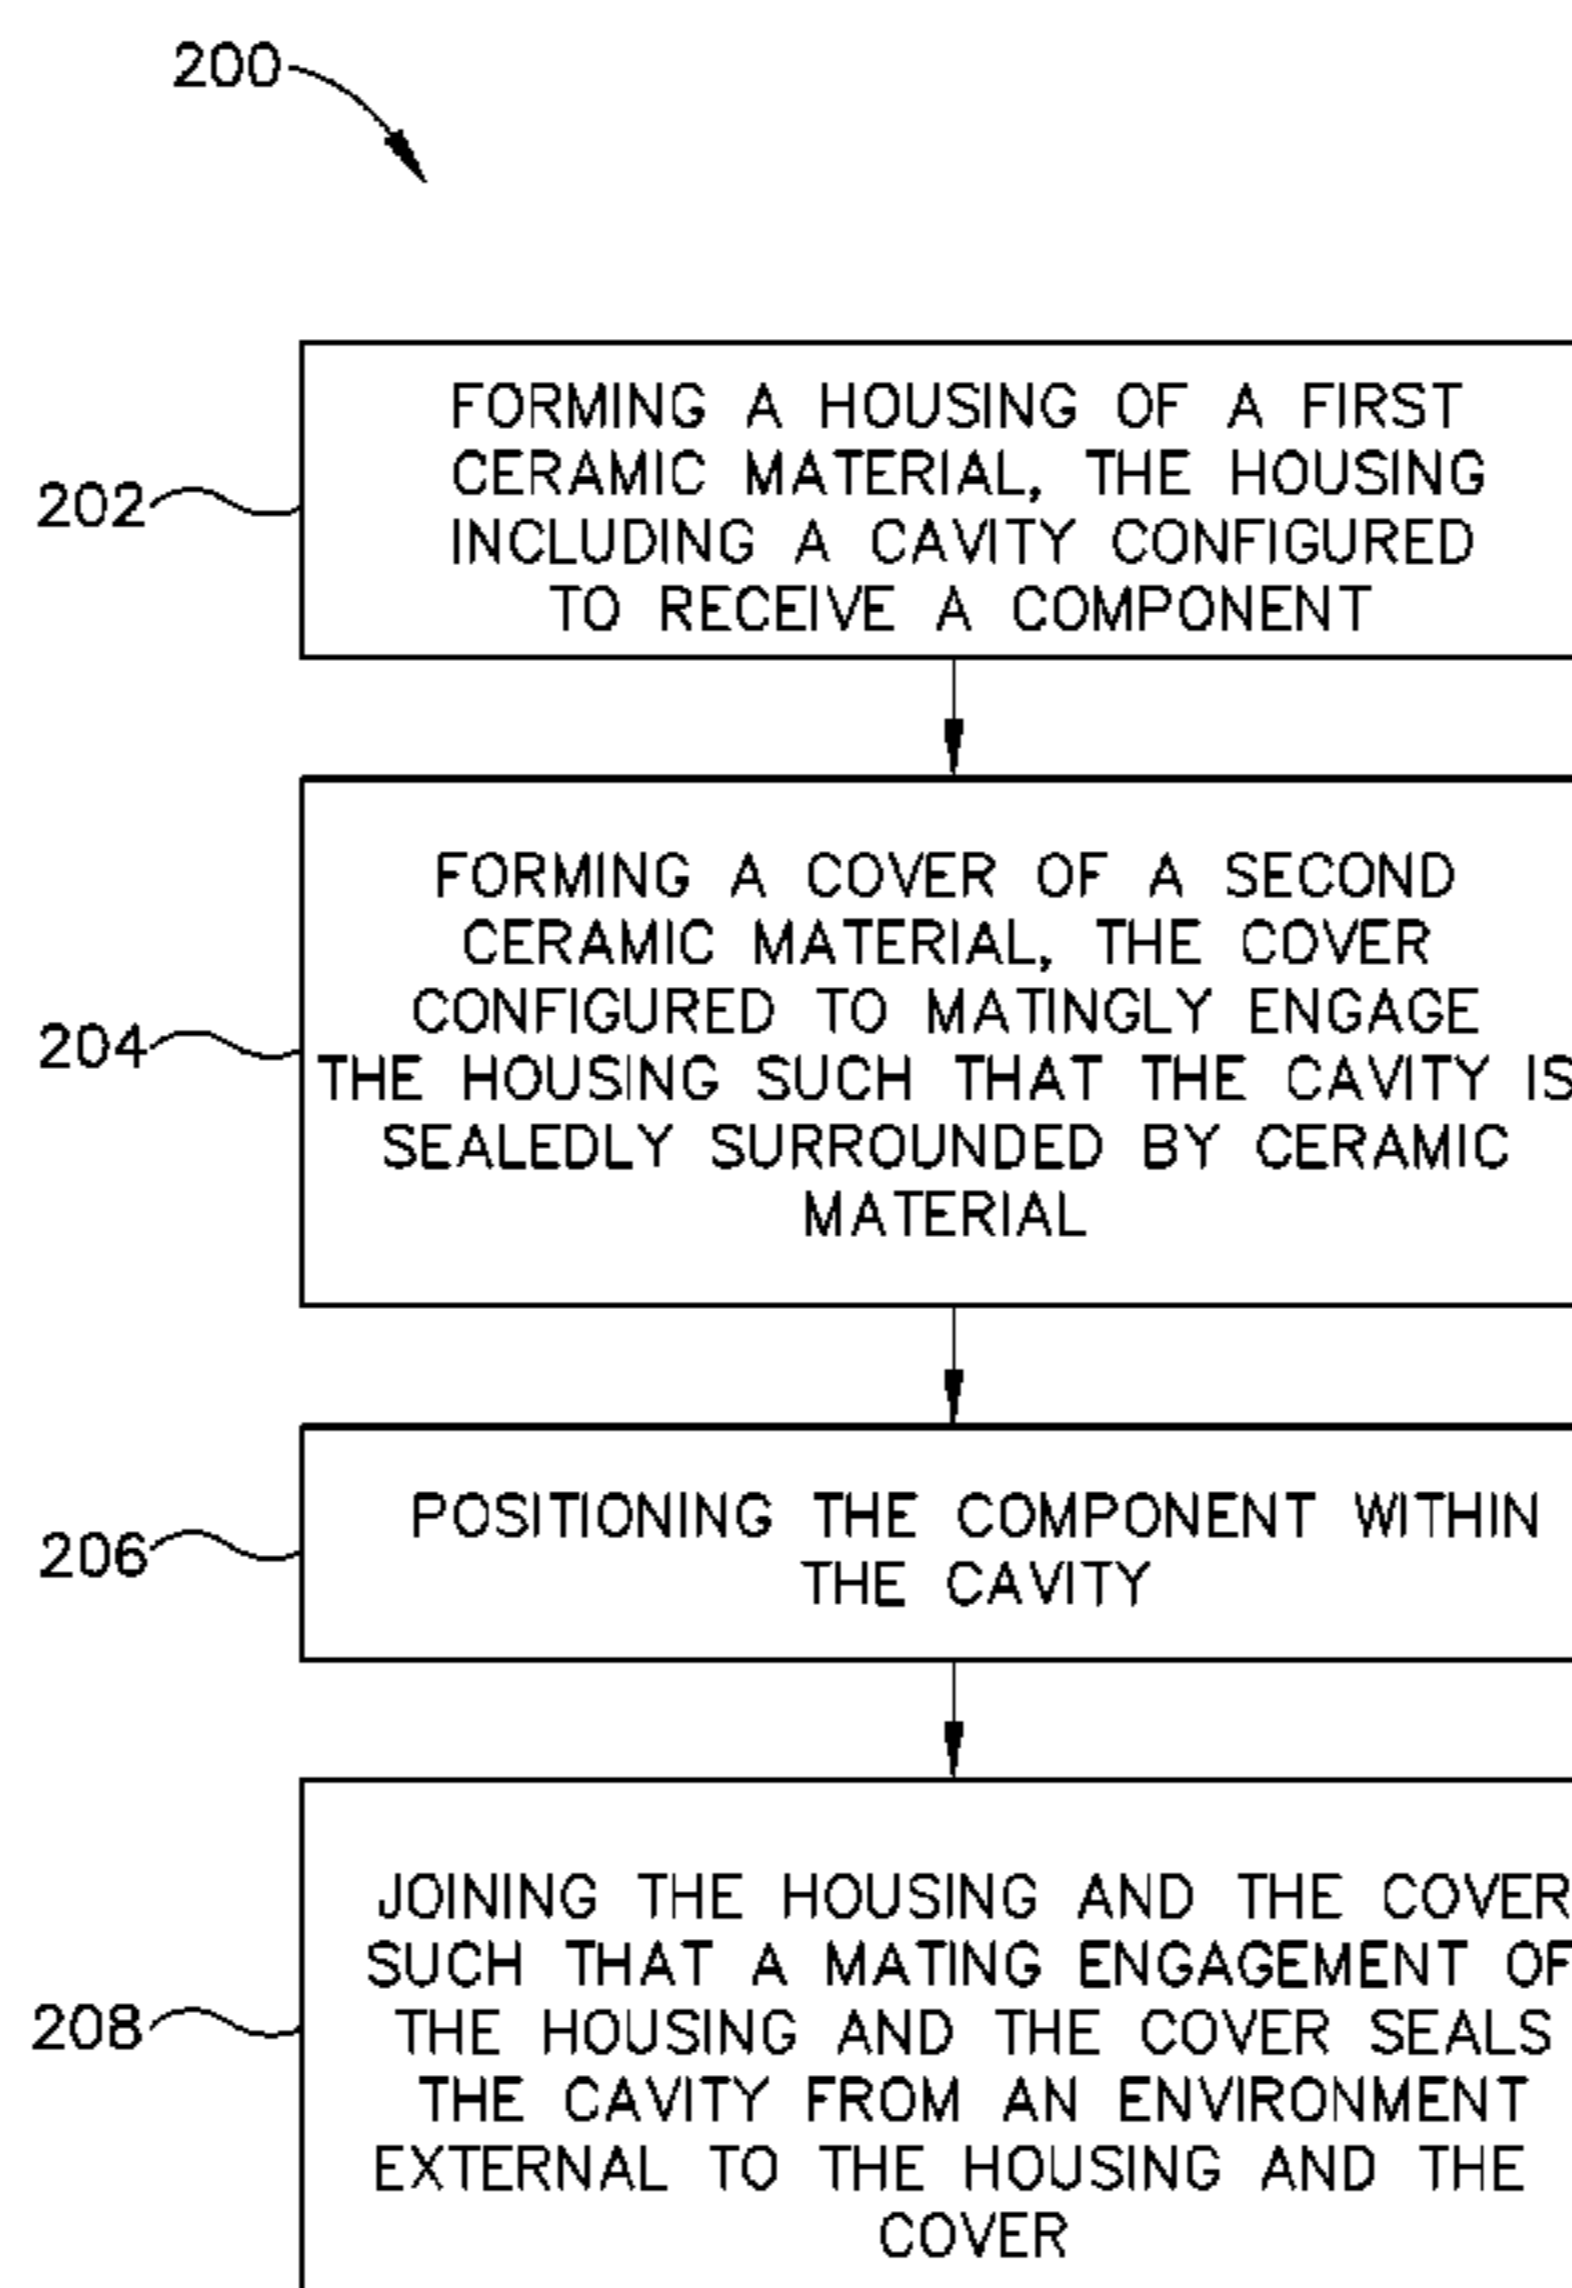 200
202
FORMING A HOUSING OF A FIRST
CERAMIC MATERIAL, THE HOUSING
INCLUDING A CAVITY CONFIGURED
TO RECEIVE A COMPONENT
204
FORMING A COVER OF A SECOND
CERAMIC MATERIAL, THE COVER
CONFIGURED TO MATINGLY ENGAGE
THE HOUSING SUCH THAT THE CAVITY IS
SEALEDLY SURROUNDED BY CERAMIC
MATERIAL
206
POSITIONING THE COMPONENT WITHIN
THE CAVITY
208
JOINING THE HOUSING AND THE COVER
SUCH THAT A MATING ENGAGEMENT OF
THE HOUSING AND THE COVER SEALS
THE CAVITY FROM AN ENVIRONMENT
EXTERNAL TO THE HOUSING AND THE
COVER